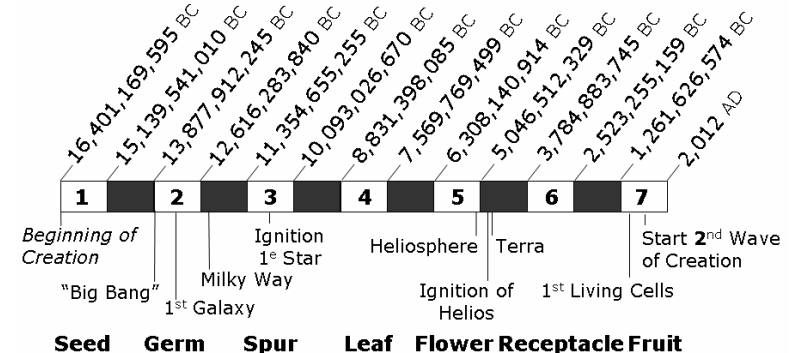 16,401,169,595 BC
15,139,541,010 BC
13,877,912,245 BC
12,616,283,840 BC
11,354,655,255 BC
10,093,026,670 BC
8,831,398,085 BC
7,569,769,499 BC
6,308,140,914 BC
5,046,512,329 BC
3,784,883,745 BC
2,523,255,159 BC
1,261,626,574 BC
2,012 AD
1 2 3 4 5 6 7
Beginning of
Creation
“Big Bang”
1st Galaxy
Milky Way
Ignition
1e Star
Heliosphere
Ignition of
Helios
Terra
1st Living Cells
Start 2nd Wave
of Creation
Seed Germ Spur Leaf Flower Receptacle Fruit